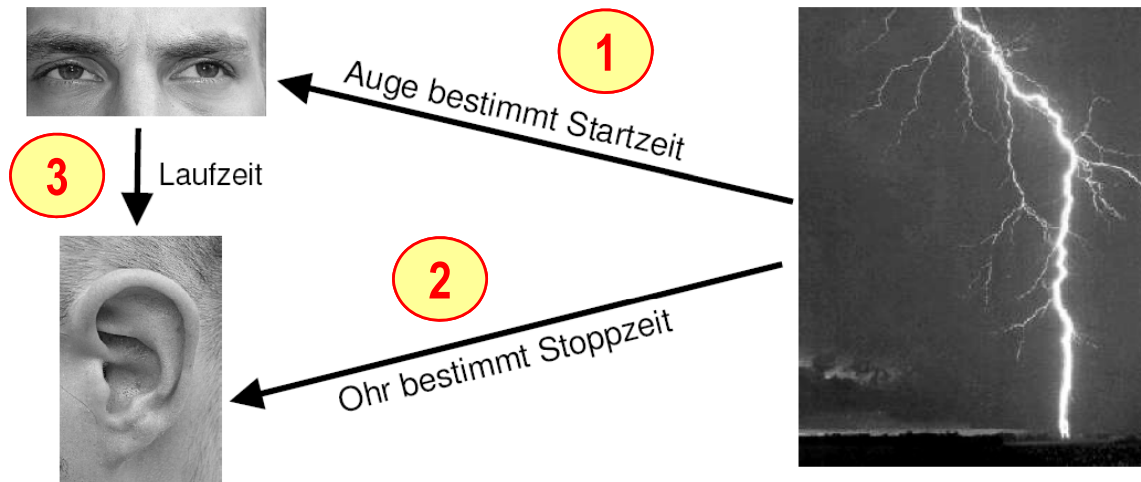 1
Auge bestimmt Startzeit
3
Laufzeit
2
Ohr bestimmt Stoppzeit